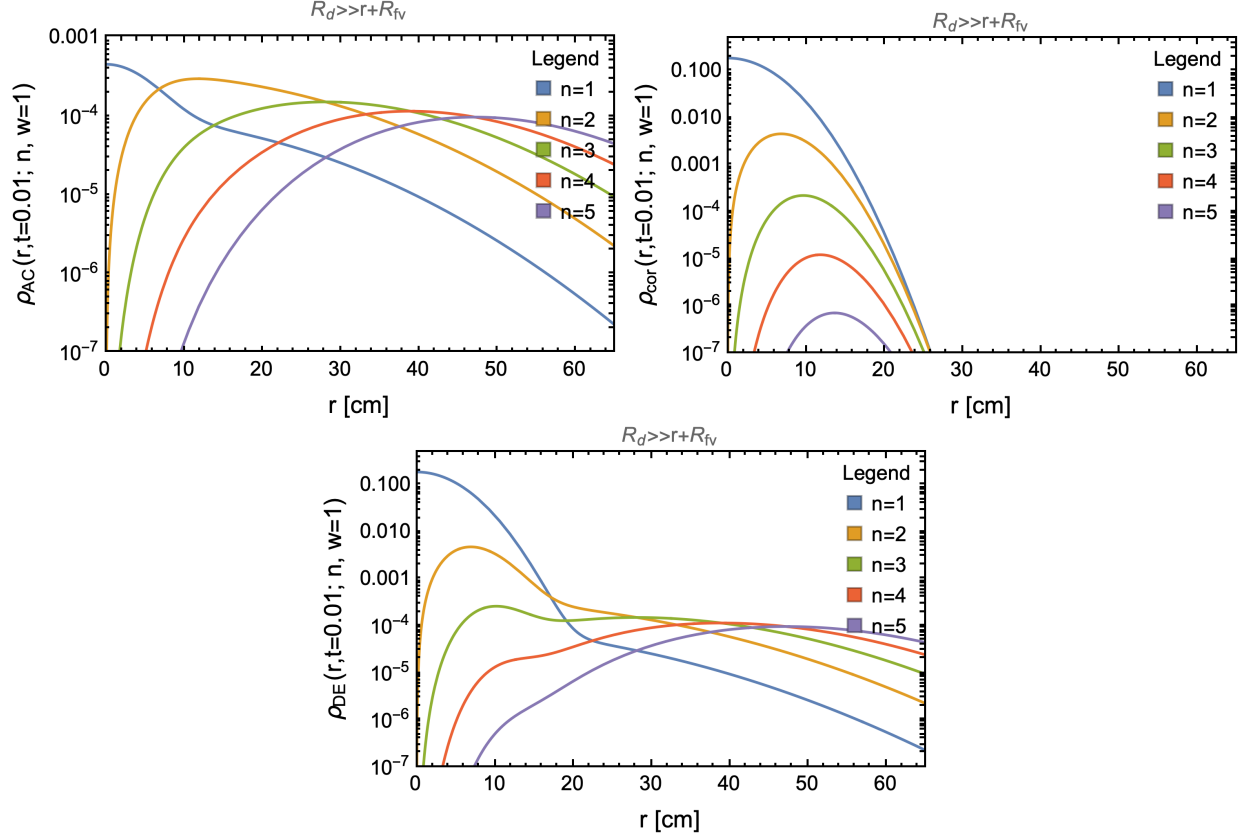 R_d>>r+R_fv
ρ_AC(r,t=0.01; n, w=1)
0.001
10⁻⁴
10⁻⁵
10⁻⁶
10⁻⁷
Legend
n=1
n=2
n=3
n=4
n=5
0 10 20 30 40 50 60
r [cm]
R_d>>r+R_fv
ρ_cor(r,t=0.01; n, w=1)
0.100
0.010
0.001
10⁻⁴
10⁻⁵
10⁻⁶
10⁻⁷
Legend
n=1
n=2
n=3
n=4
n=5
0 10 20 30 40 50 60
r [cm]
R_d>>r+R_fv
ρ_DE(r,t=0.01; n, w=1)
0.100
0.010
0.001
10⁻⁴
10⁻⁵
10⁻⁶
10⁻⁷
Legend
n=1
n=2
n=3
n=4
n=5
0 10 20 30 40 50 60
r [cm]